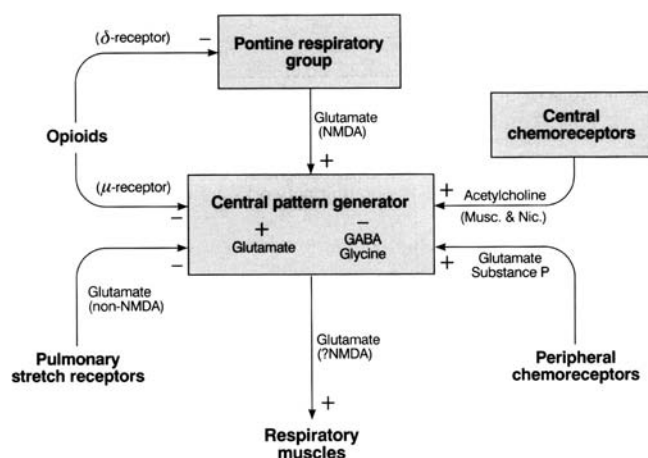 (δ-receptor)
−
Pontine respiratory
group
Glutamate
(NMDA)
+
Opioids
Central
chemoreceptors
(μ-receptor)
−
Central pattern generator
+
Glutamate
−
GABA
Glycine
+
Acetylcholine
(Musc. & Nic.)
−
Glutamate
(non-NMDA)
Pulmonary
stretch receptors
+
Glutamate
Substance P
Peripheral
chemoreceptors
Glutamate
(?NMDA)
+
Respiratory
muscles